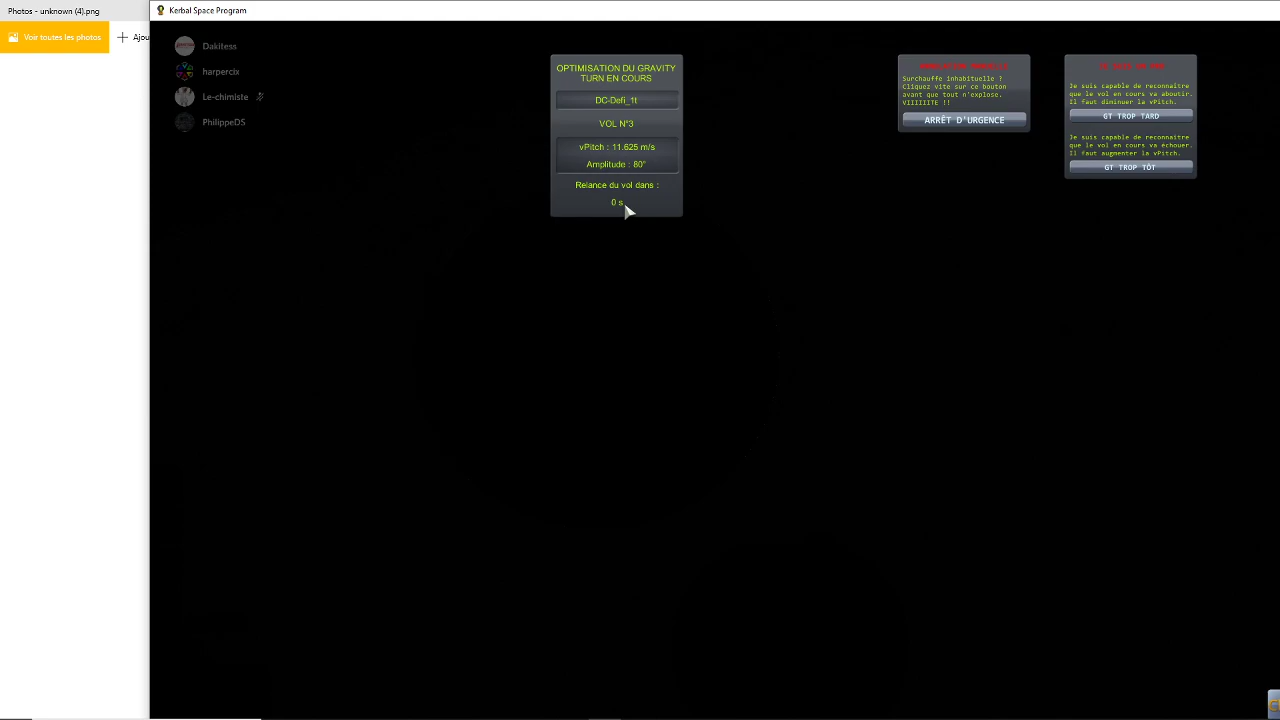 Photos - unknown (4).png
Kerbal Space Program
Voir toutes les photos
Ajou
Dakitess
harpercix
Le-chimiste
PhilippeDS
OPTIMISATION DU GRAVITY
TURN EN COURS
DC-Defi_1t
VOL N°3
vPitch : 11.625 m/s
Amplitude : 80°
Relance du vol dans :
0 s
Surchauffe inhabituelle ?
Cliquez vite sur ce bouton
avant que tout n'explose.
VIIIIIITE !!
ARRÊT D'URGENCE
Je suis capable de reconnaître
que le vol en cours va aboutir.
Il faut diminuer la vPitch.
GT TROP TARD
Je suis capable de reconnaître
que le vol en cours va échouer.
Il faut augmenter la vPitch.
GT TROP TÔT